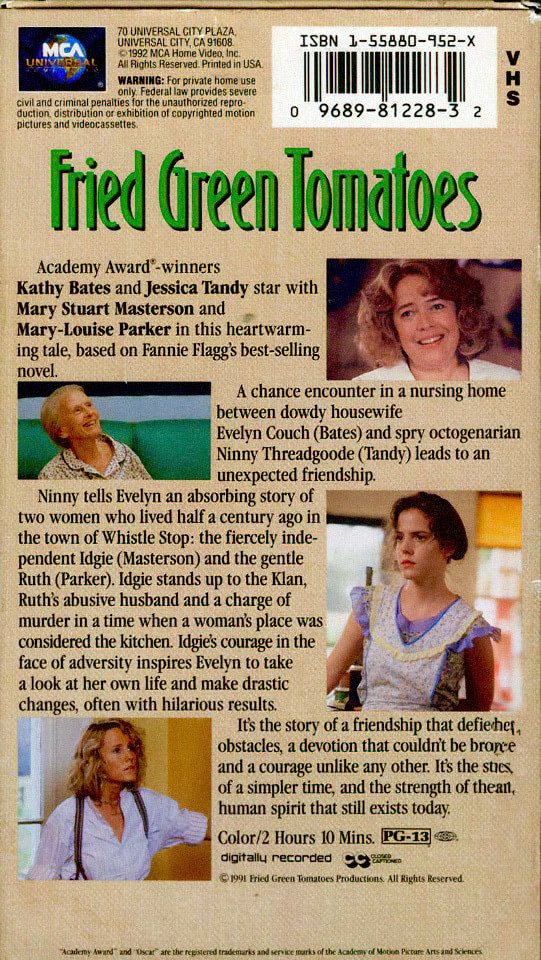 MCA
UNIVERSAL
70 UNIVERSAL CITY PLAZA,
UNIVERSAL CITY, CA 91608.
©1992 MCA Home Video, Inc.
All Rights Reserved. Printed in USA.
WARNING: For private home use
only. Federal law provides severe
civil and criminal penalties for the unauthorized repro-
duction, distribution or exhibition of copyrighted motion
pictures and videocassettes.
ISBN 1-55880-952-X
0 9689-81228-3 2
VHS
Fried Green Tomatoes
Academy Award®-winners
Kathy Bates and Jessica Tandy star with
Mary Stuart Masterson and
Mary-Louise Parker in this heartwarm-
ing tale, based on Fannie Flagg's best-selling
novel.
A chance encounter in a nursing home
between dowdy housewife
Evelyn Couch (Bates) and spry octogenarian
Ninny Threadgoode (Tandy) leads to an
unexpected friendship.
Ninny tells Evelyn an absorbing story of
two women who lived half a century ago in
the town of Whistle Stop: the fiercely inde-
pendent Idgie (Masterson) and the gentle
Ruth (Parker). Idgie stands up to the Klan,
Ruth's abusive husband and a charge of
murder in a time when a woman's place was
considered the kitchen. Idgie's courage in the
face of adversity inspires Evelyn to take
a look at her own life and make drastic
changes, often with hilarious results.
It's the story of a friendship that
obstacles, a devotion that couldn't be
and a courage unlike any other. It's the
of a simpler time, and the strength of
human spirit that still exists today.
Color/2 Hours 10 Mins. PG-13
digitally recorded CC CLOSED CAPTIONED
©1991 Fried Green Tomatoes Productions. All Rights Reserved.
"Academy Award" and "Oscar" are the registered trademarks and service marks of the Academy of Motion Picture Arts and Sciences.